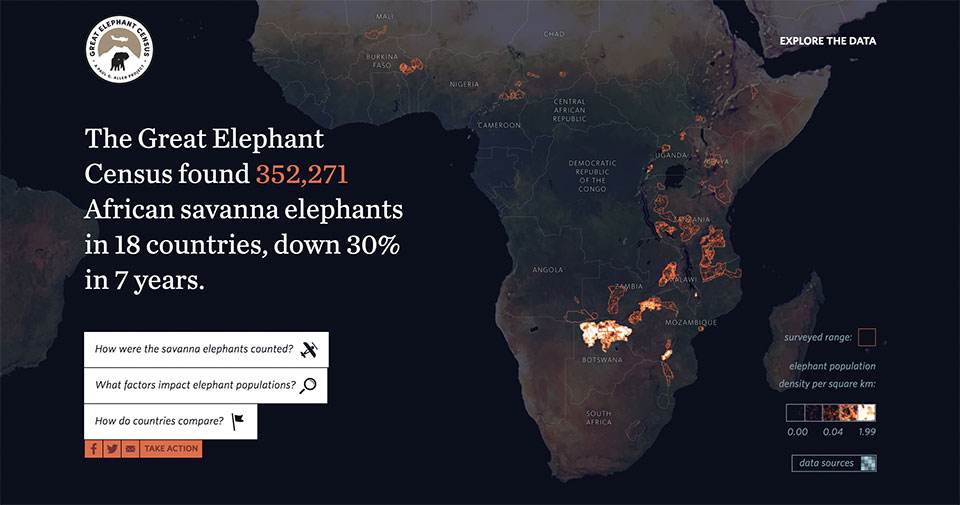 GREAT ELEPHANT CENSUS
A PAUL G. ALLEN PROJECT
EXPLORE THE DATA
The Great Elephant
Census found 352,271
African savanna elephants
in 18 countries, down 30%
in 7 years.
How were the savanna elephants counted?
What factors impact elephant populations?
How do countries compare?
TAKE ACTION
MALI
CHAD
BURKINA
FASO
NIGERIA
CENTRAL
AFRICAN
REPUBLIC
CAMEROON
UGANDA
KENYA
DEMOCRATIC
REPUBLIC
OF THE
CONGO
TANZANIA
ANGOLA
ZAMBIA
MALAWI
MOZAMBIQUE
BOTSWANA
SOUTH
AFRICA
surveyed range:
elephant population
density per square km:
0.00 0.04 1.99
data sources